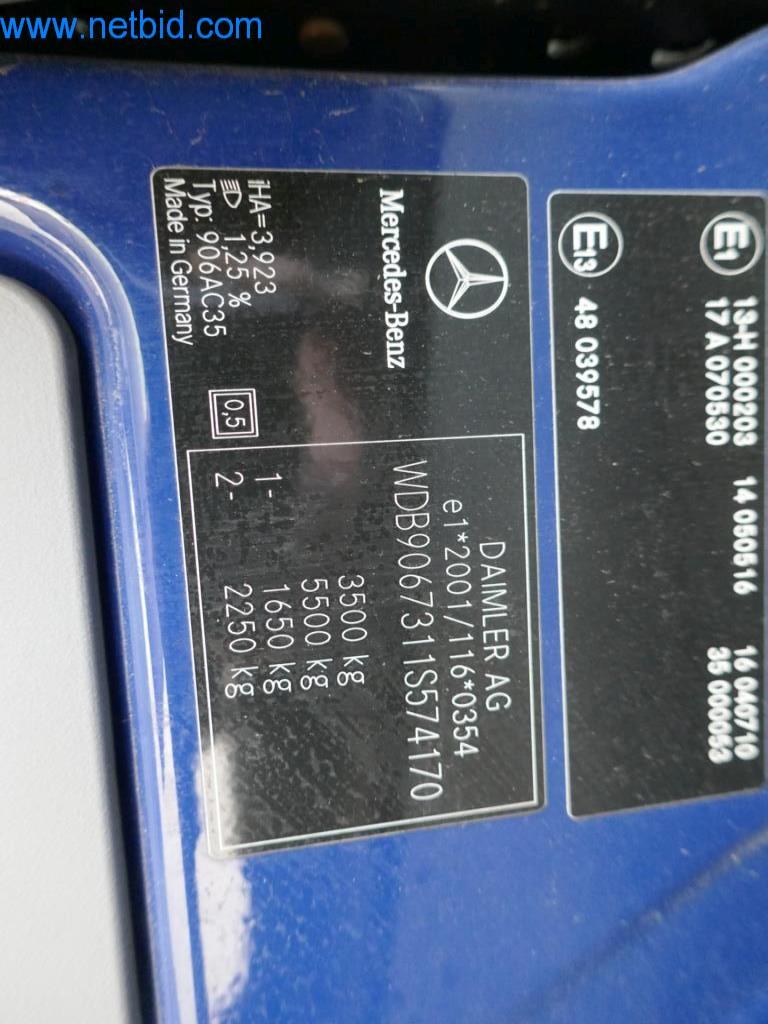 www.netbid.com
E1 13-H 000203 14 050516 16 040710
17 A 070530 35 000053
E13 48 039578
Mercedes-Benz
DAIMLER AG
e1*2001/116*0354
WDB9067311S574170
3500 kg
5500 kg
1- 1650 kg
2- 2250 kg
iHA=3,923
1,25 %
Typ: 906AC35
0,5
Made in Germany